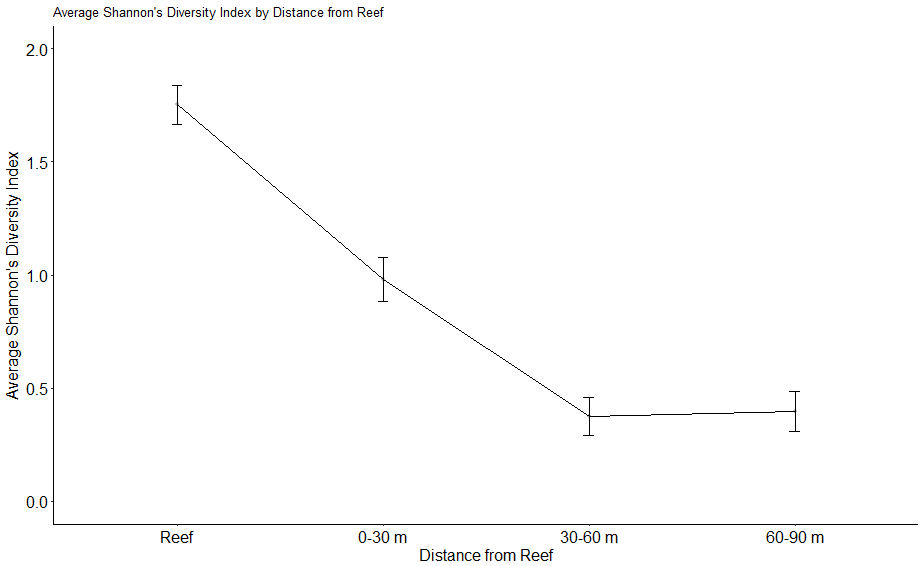 Average Shannon's Diversity Index by Distance from Reef
Average Shannon's Diversity Index
2.0
1.5
1.0
0.5
0.0
Reef
0-30 m
30-60 m
60-90 m
Distance from Reef